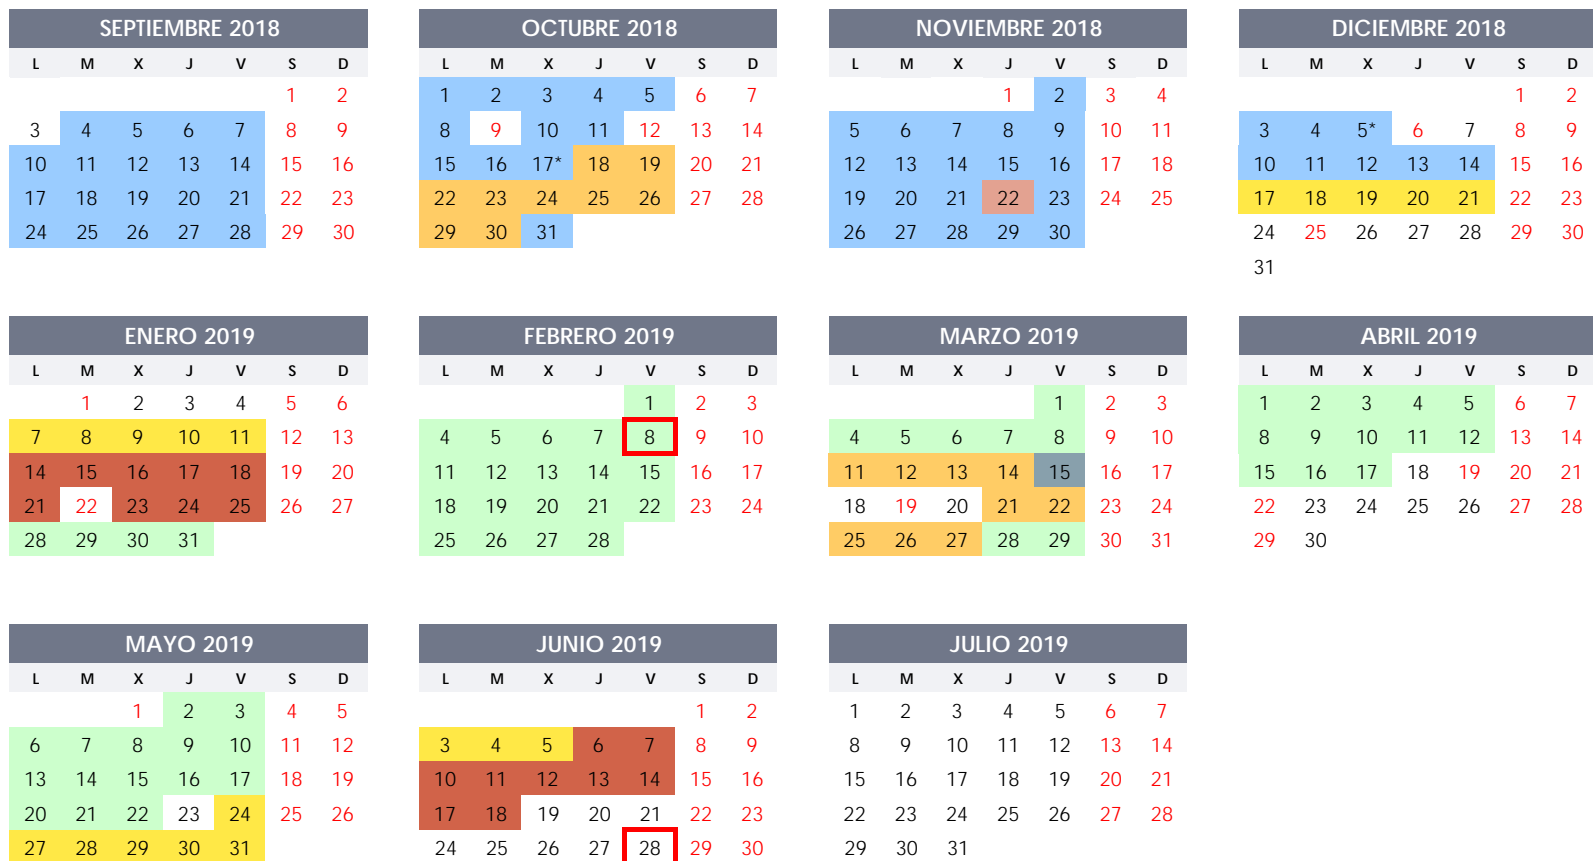 SEPTIEMBRE 2018 OCTUBRE 2018 NOVIEMBRE 2018 DICIEMBRE 2018
L M X J V S D L M X J V S D L M X J V S D L M X J V S D
1 2 1 2 3 4 5 6 7 1 2 3 4 1 2
3 4 5 6 7 8 9 8 9 10 11 12 13 14 5 6 7 8 9 10 11 3 4 5* 6 7 8 9
10 11 12 13 14 15 16 15 16 17* 18 19 20 21 12 13 14 15 16 17 18 10 11 12 13 14 15 16
17 18 19 20 21 22 23 22 23 24 25 26 27 28 19 20 21 22 23 24 25 17 18 19 20 21 22 23
24 25 26 27 28 29 30 29 30 31 26 27 28 29 30 24 25 26 27 28 29 30
31
ENERO 2019 FEBRERO 2019 MARZO 2019 ABRIL 2019
L M X J V S D L M X J V S D L M X J V S D L M X J V S D
1 2 3 4 5 6 1 2 3 1 2 3 1 2 3 4 5 6 7
7 8 9 10 11 12 13 4 5 6 7 8 9 10 4 5 6 7 8 9 10 8 9 10 11 12 13 14
14 15 16 17 18 19 20 11 12 13 14 15 16 17 11 12 13 14 15 16 17 15 16 17 18 19 20 21
21 22 23 24 25 26 27 18 19 20 21 22 23 24 18 19 20 21 22 23 24 22 23 24 25 26 27 28
28 29 30 31 25 26 27 28 25 26 27 28 29 30 31 29 30
MAYO 2019 JUNIO 2019 JULIO 2019
L M X J V S D L M X J V S D L M X J V S D
1 2 3 4 5 1 2 1 2 3 4 5 6 7
6 7 8 9 10 11 12 3 4 5 6 7 8 9 8 9 10 11 12 13 14
13 14 15 16 17 18 19 10 11 12 13 14 15 16 15 16 17 18 19 20 21
20 21 22 23 24 25 26 17 18 19 20 21 22 23 22 23 24 25 26 27 28
27 28 29 30 31 24 25 26 27 28 29 30 29 30 31